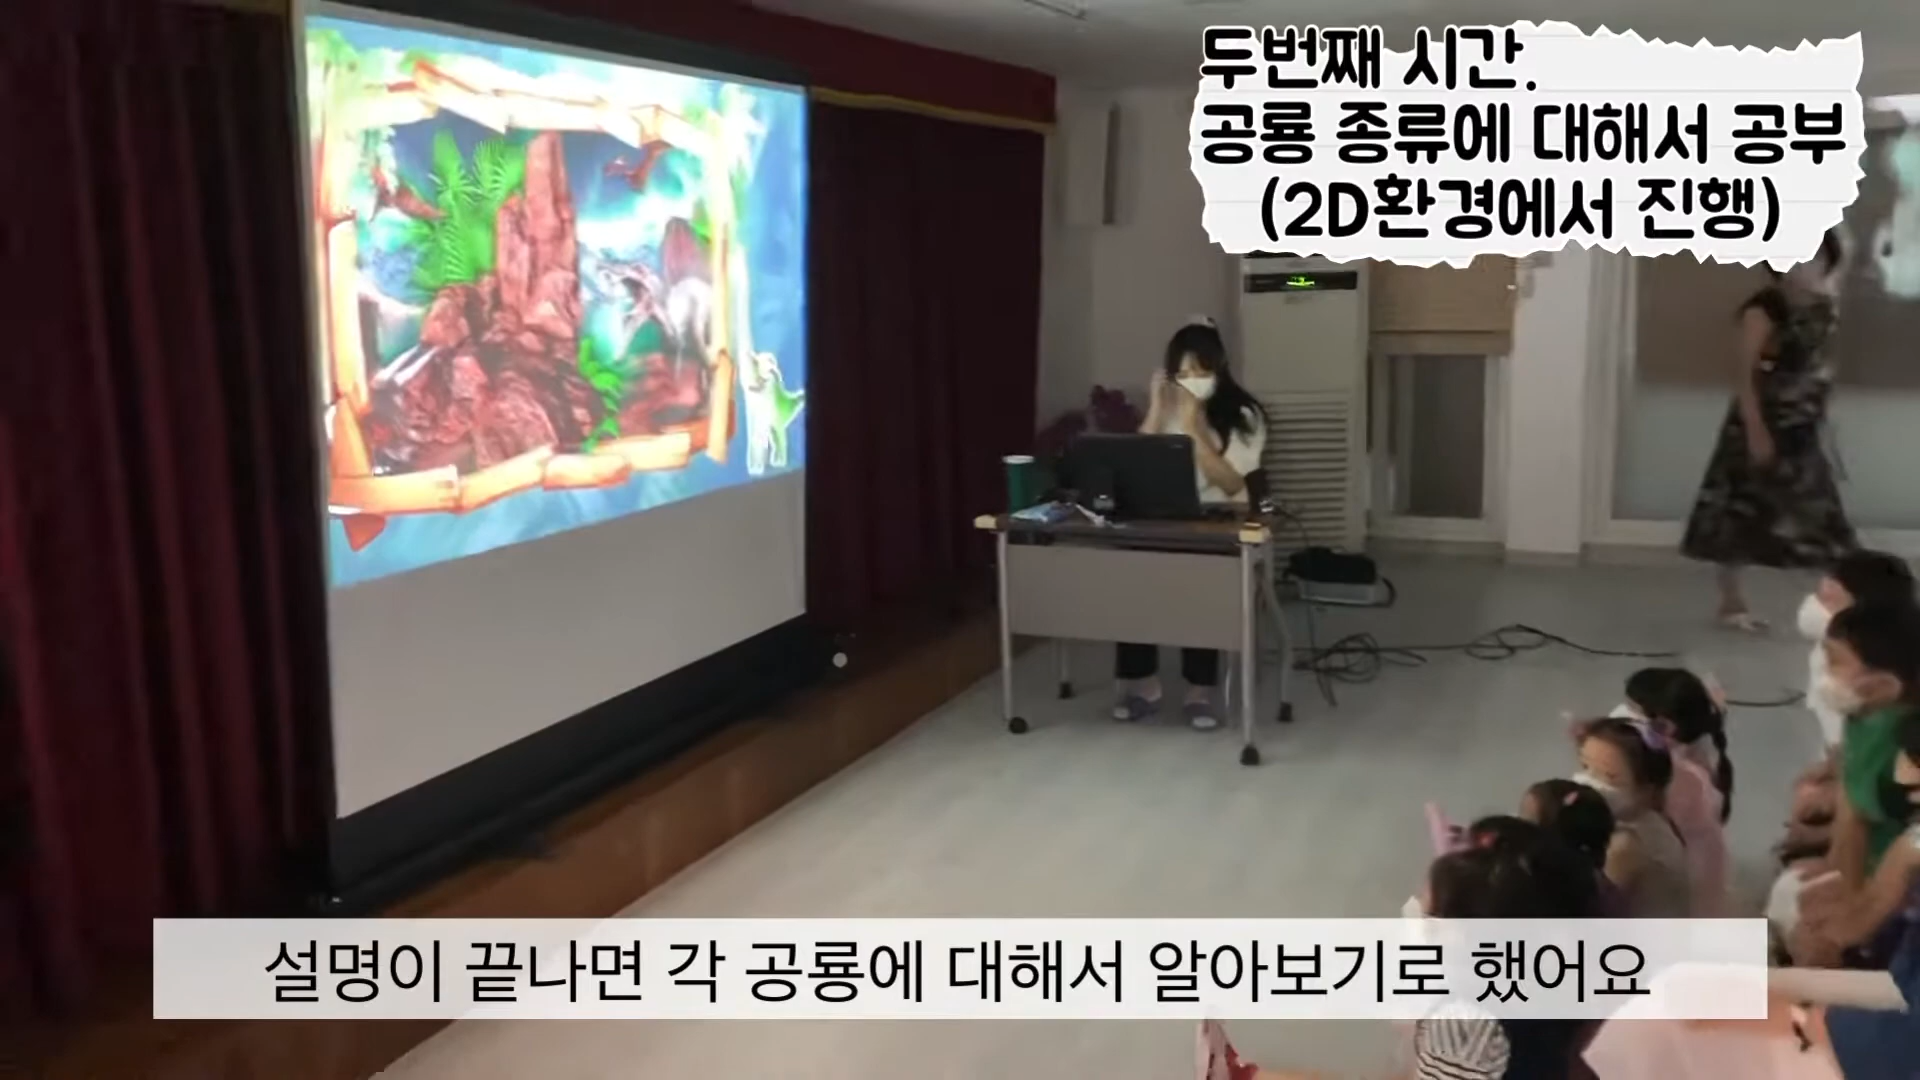 두번째 시간.
공룡 종류에 대해서 공부
(2D환경에서 진행)
설명이 끝나면 각 공룡에 대해서 알아보기로 했어요